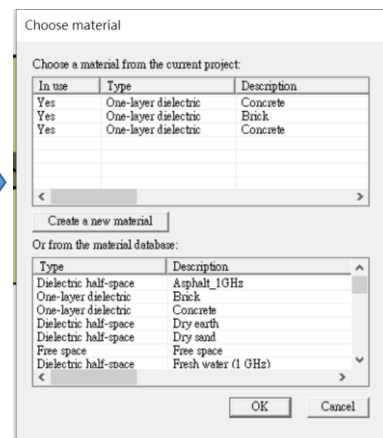 Choose material
Choose a material from the current project:
In use Type Description
Yes One-layer dielectric Concrete
Yes One-layer dielectric Brick
Yes One-layer dielectric Concrete
Create a new material
Or from the material database:
Type Description
Dielectric half-space Asphalt_1GHz
One-layer dielectric Brick
One-layer dielectric Concrete
Dielectric half-space Dry earth
Dielectric half-space Dry sand
Free space Free space
Dielectric half-space Fresh water (1 GHz)
OK Cancel